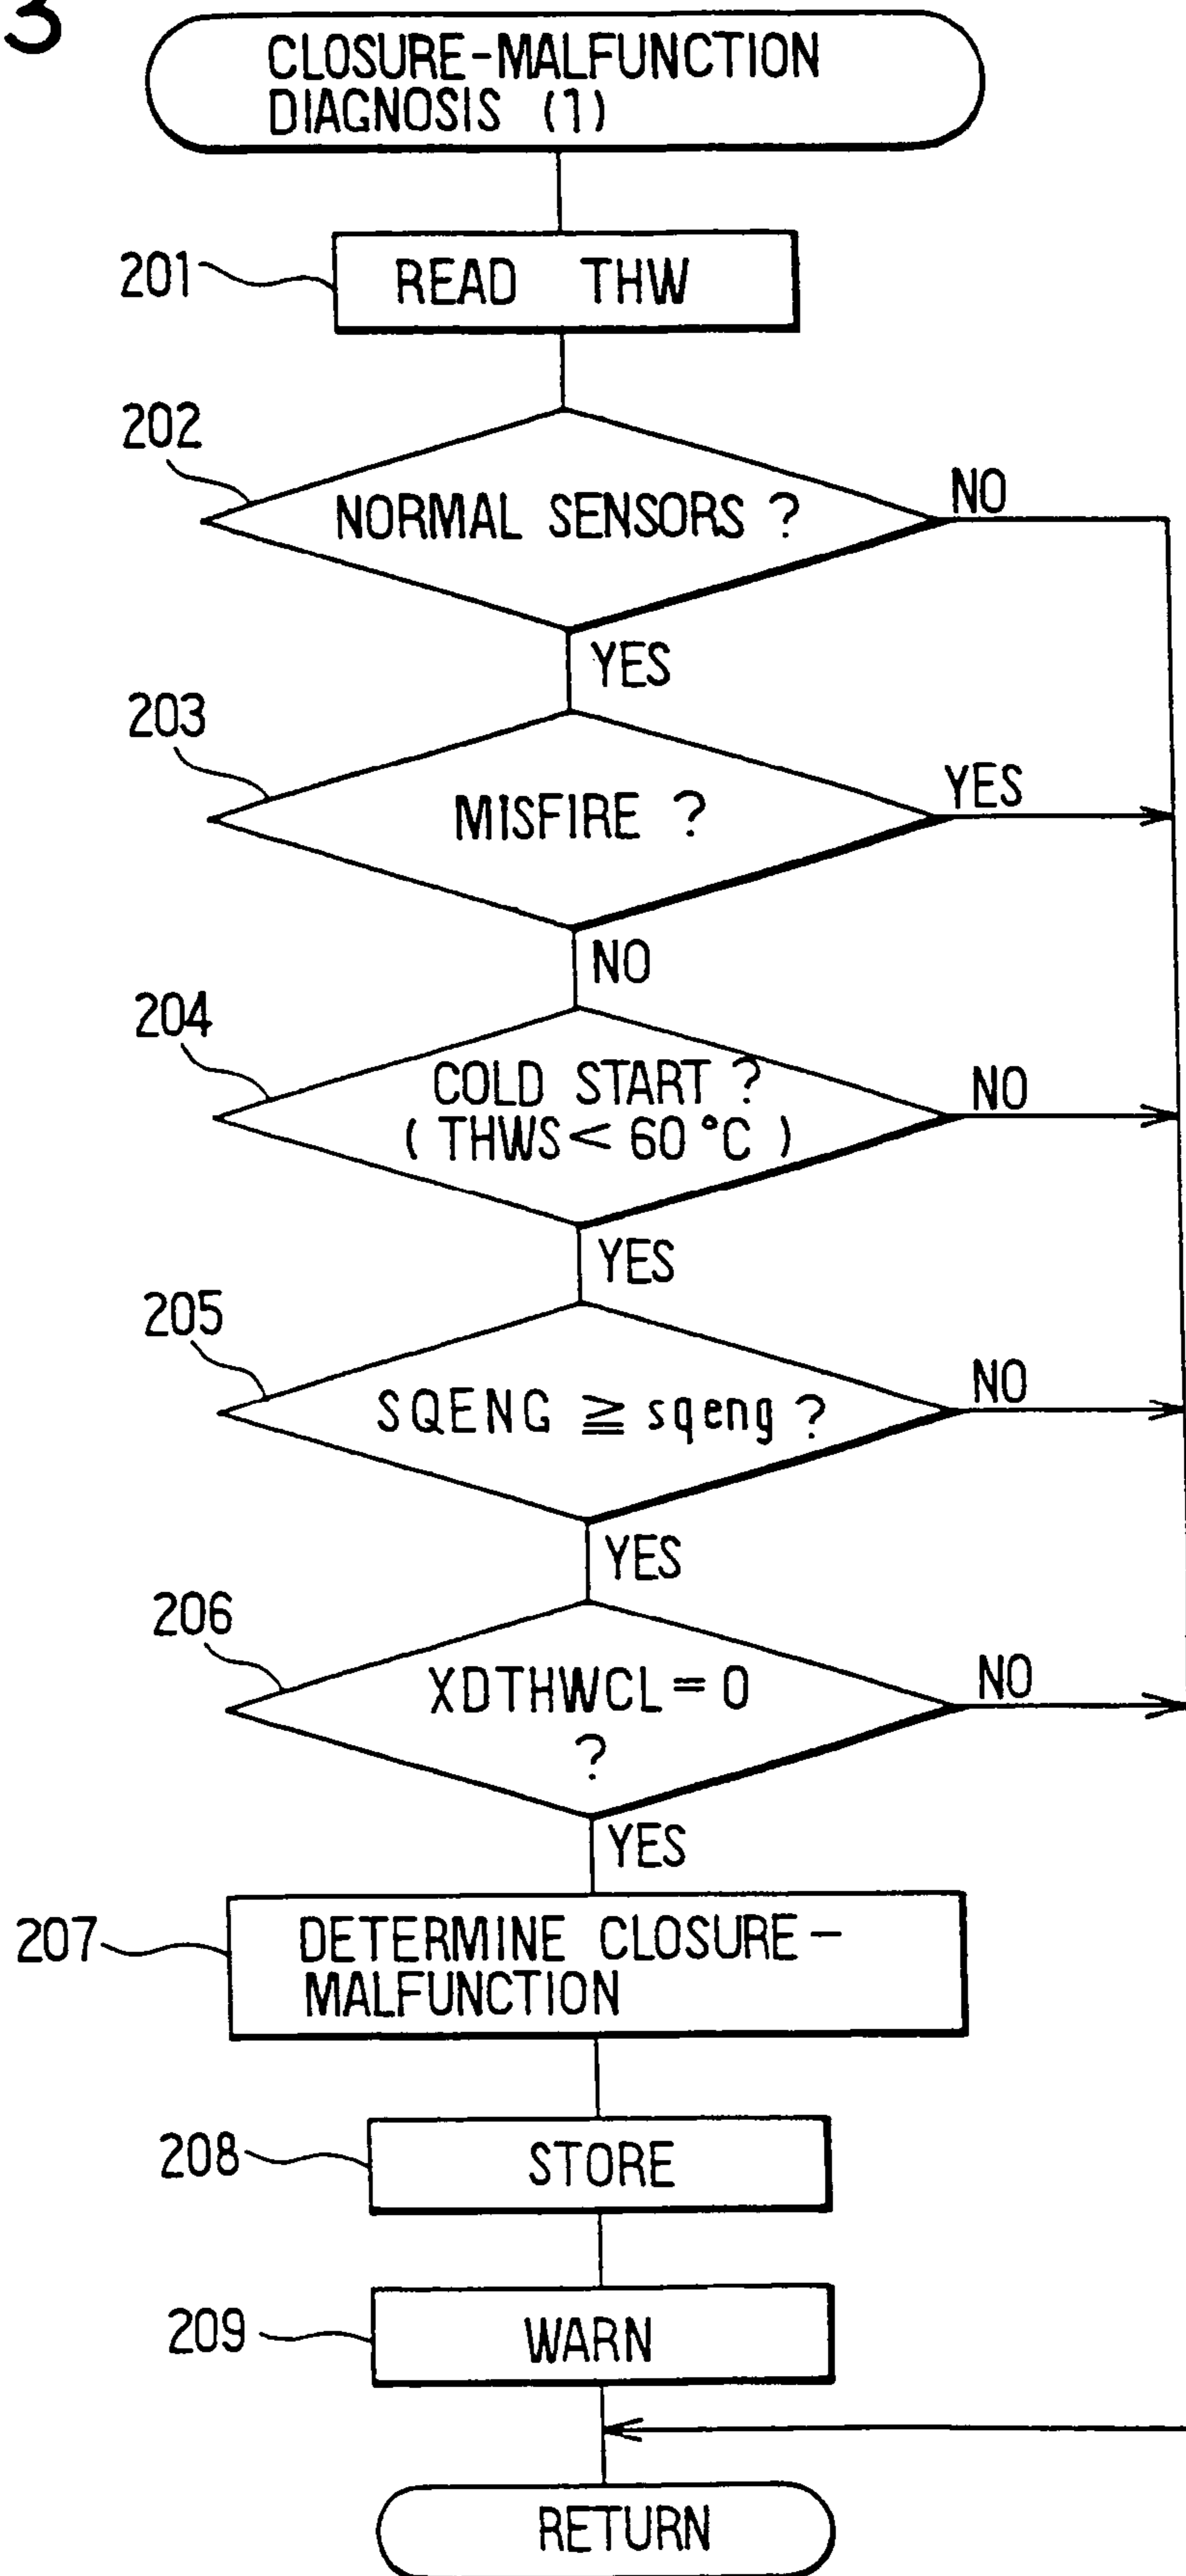 3
CLOSURE-MALFUNCTION
DIAGNOSIS (1)
201
READ THW
202
NORMAL SENSORS ?
NO
YES
203
MISFIRE ?
YES
NO
204
COLD START ?
( THWS < 60 °C )
NO
YES
205
SQENG ≧ sqeng ?
NO
YES
206
XDTHWCL = 0
?
NO
YES
207
DETERMINE CLOSURE-
MALFUNCTION
208
STORE
209
WARN
RETURN